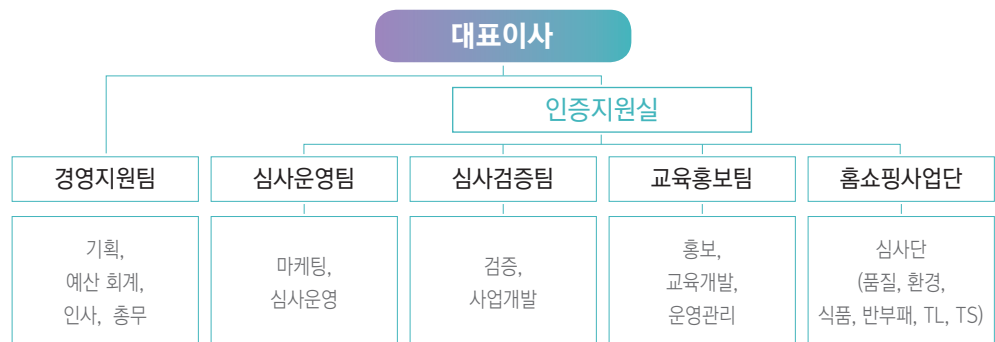 대표이사
인증지원실
경영지원팀
심사운영팀
심사검증팀
교육홍보팀
홈쇼핑사업단
기획,
예산 회계,
인사, 총무
마케팅,
심사운영
검증,
사업개발
홍보,
교육개발,
운영관리
심사단
(품질, 환경,
식품, 반부패, TL, TS)